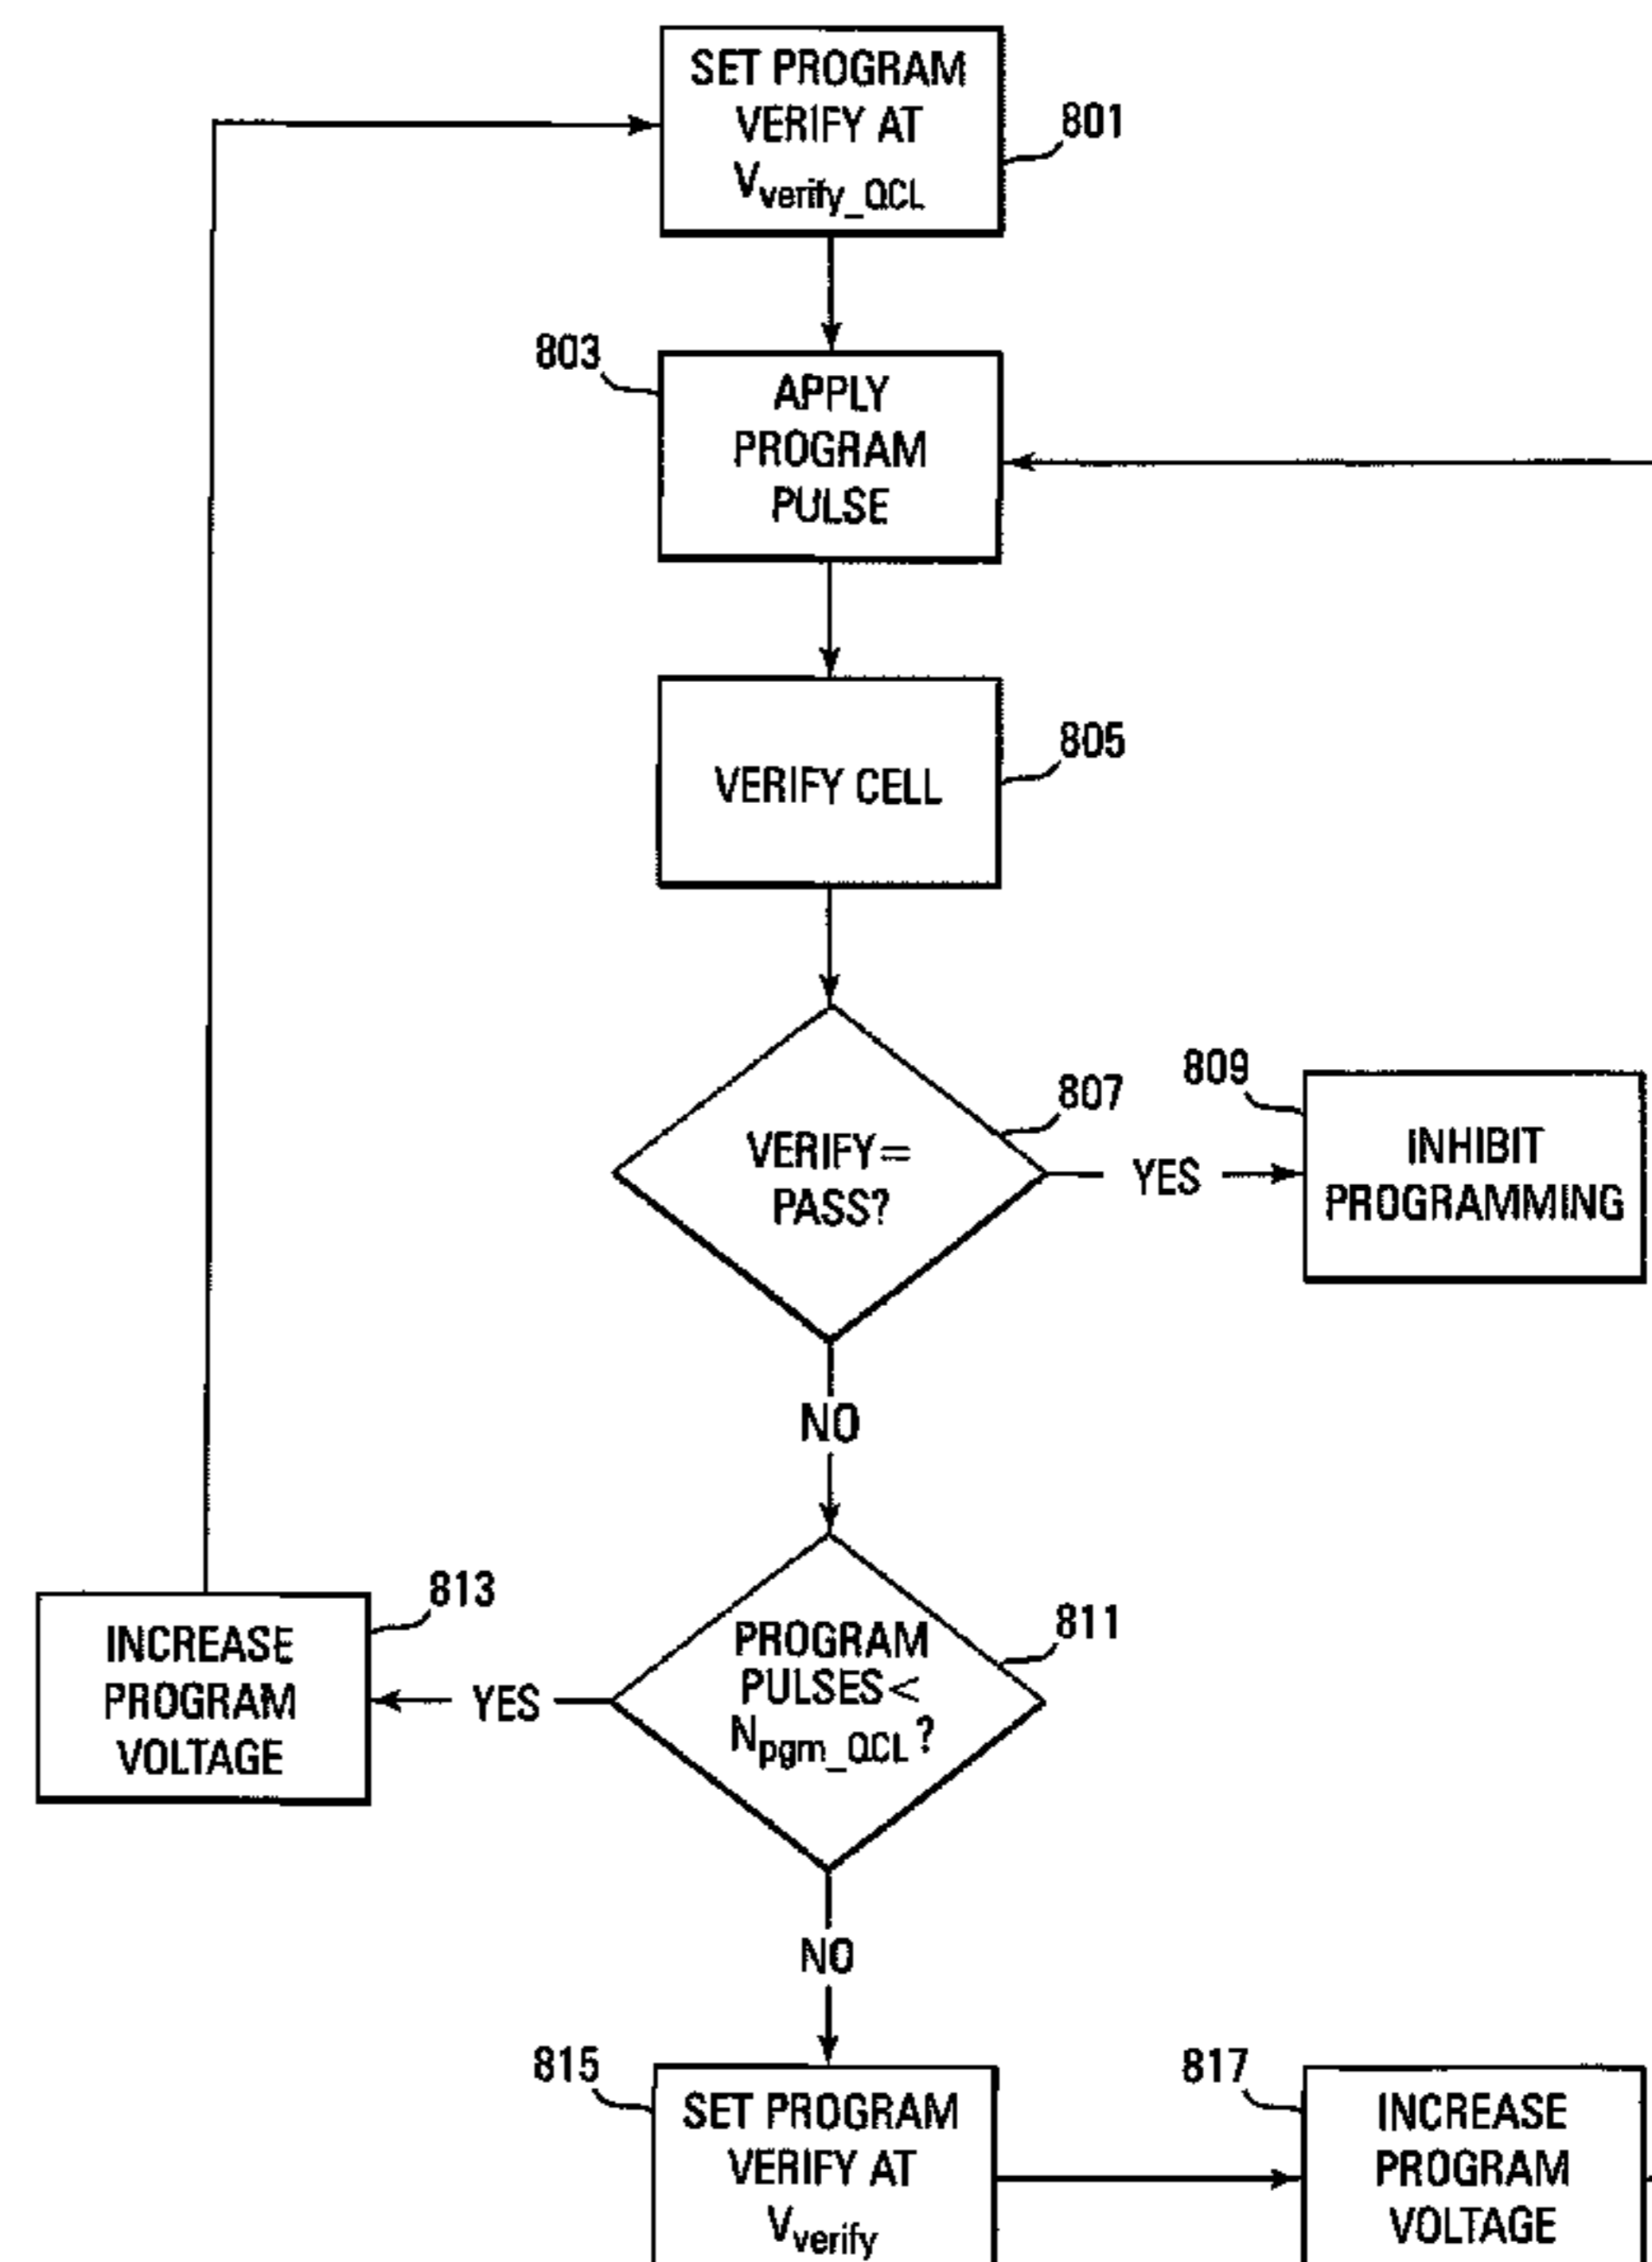 SET PROGRAM
VERIFY AT
Vverify_QCL
801
803
APPLY
PROGRAM
PULSE
805
VERIFY CELL
807
VERIFY=
PASS?
YES
809
INHIBIT
PROGRAMMING
NO
813
INCREASE
PROGRAM
VOLTAGE
YES
811
PROGRAM
PULSES<
Npgm_QCL?
NO
815
SET PROGRAM
VERIFY AT
Vverify
817
INCREASE
PROGRAM
VOLTAGE